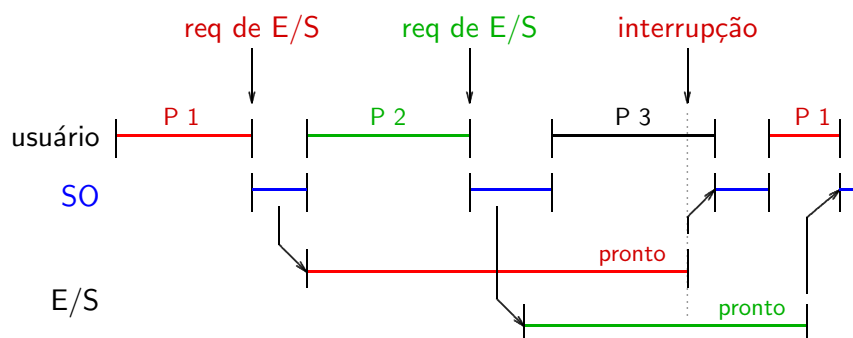 req de E/S req de E/S interrupção
P 1 P 2 P 3 P 1
usuário
SO
pronto
E/S
pronto